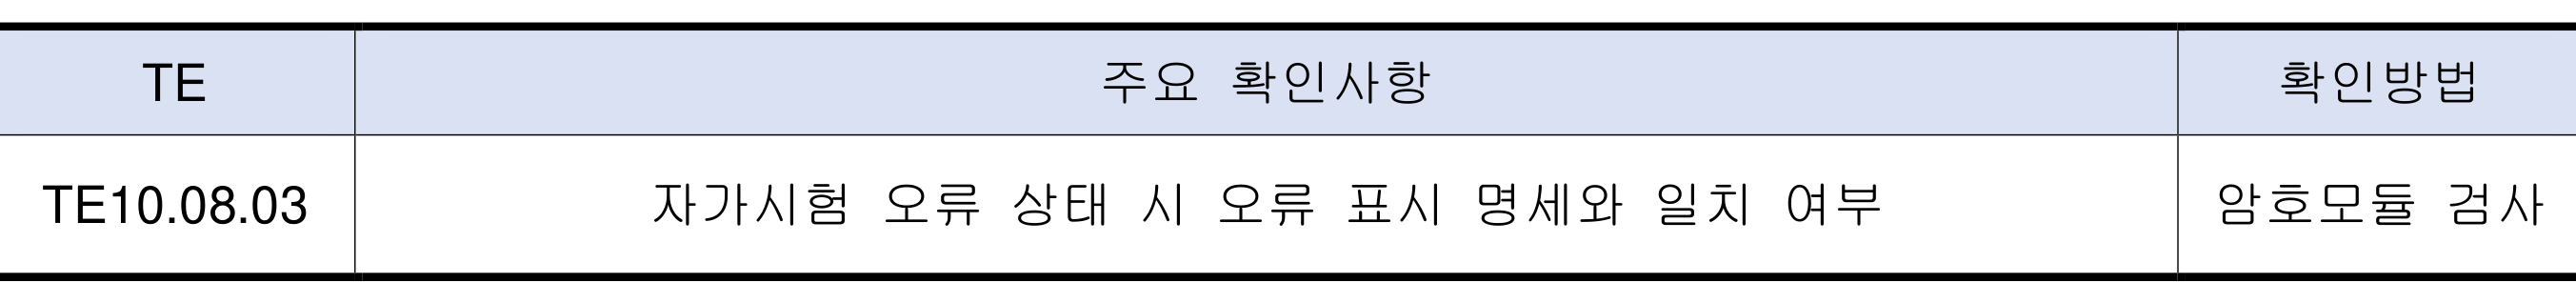 TE 주요 확인사항 확인방법
TE10.08.03 자가시험 오류 상태 시 오류 표시 명세와 일치 여부 암호모듈 검사